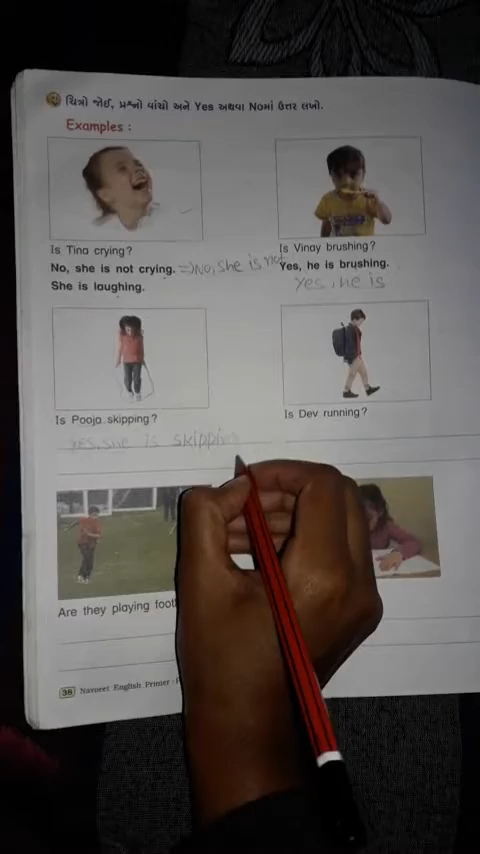 ચિત્રો જોઈ, પ્રશ્નો વાંચો અને Yes અથવા Noમાં ઉત્તર લખો.
Examples :
Is Tina crying?
No, she is not crying. ⇒No, she is not
She is laughing.
Is Vinay brushing?
Yes, he is brushing.
Yes, he is
Is Pooja skipping?
yes, she is skippin
Is Dev running?
Are they playing foot
38 Navneet English Primer :